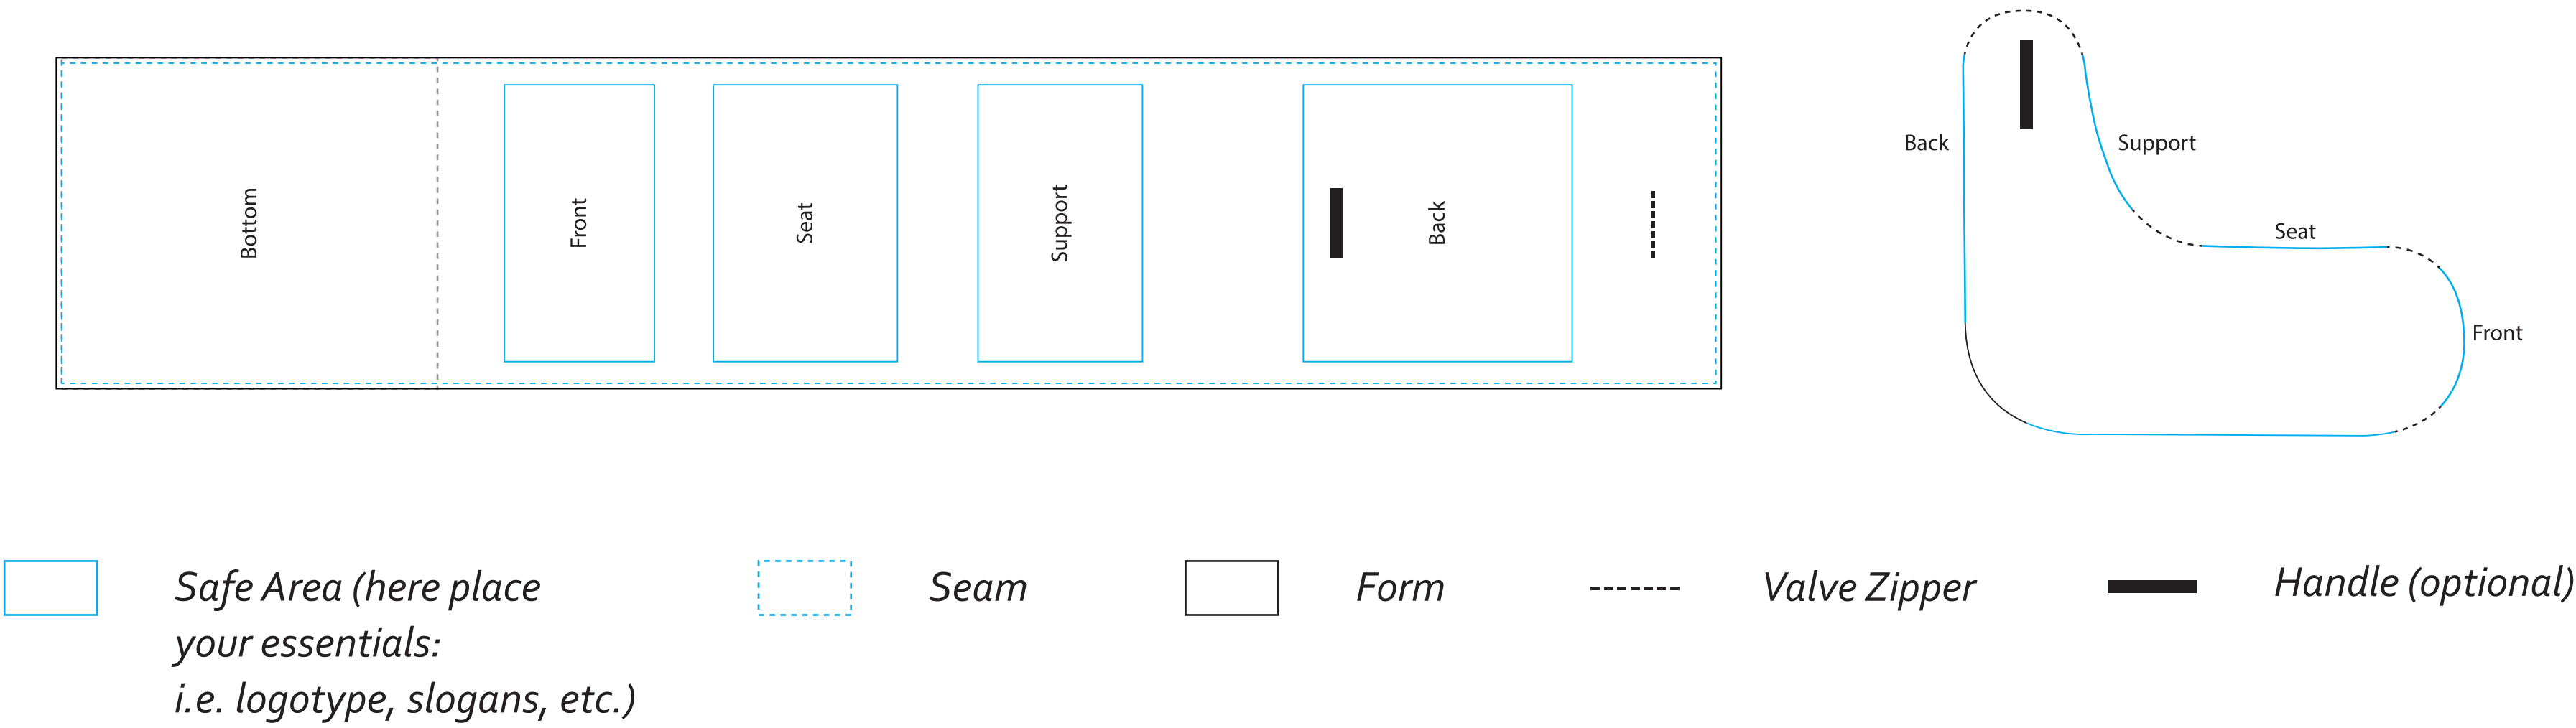 Bottom
Front
Seat
Support
Back
Back
Support
Seat
Front
Safe Area (here place
your essentials:
i.e. logotype, slogans, etc.)
Seam
Form
Valve Zipper
Handle (optional)